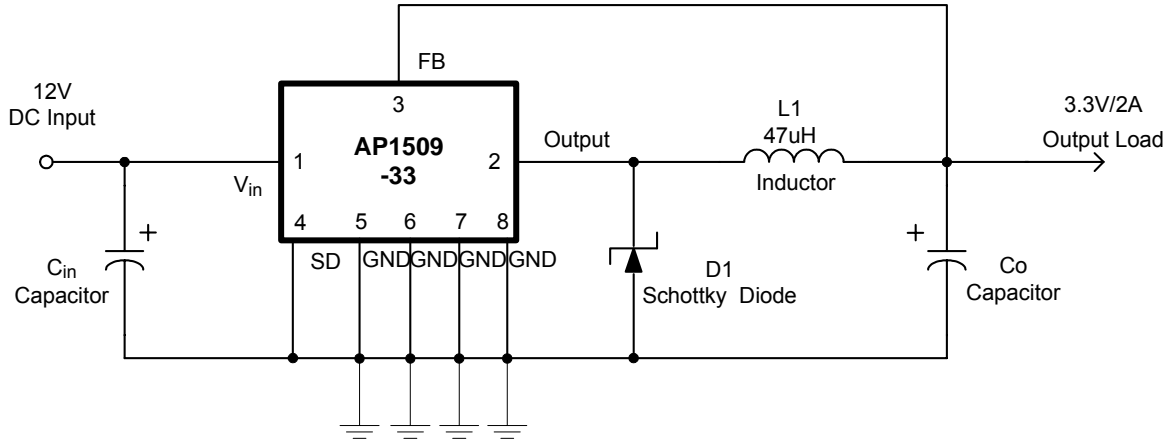 FB
12V
DC Input
3
AP1509
-33
1
2
Vin
Output
L1
47uH
Inductor
3.3V/2A
Output Load
4 5 6 7 8
SD GND GND GND GND
+
Cin
Capacitor
D1
Schottky Diode
+
Co
Capacitor